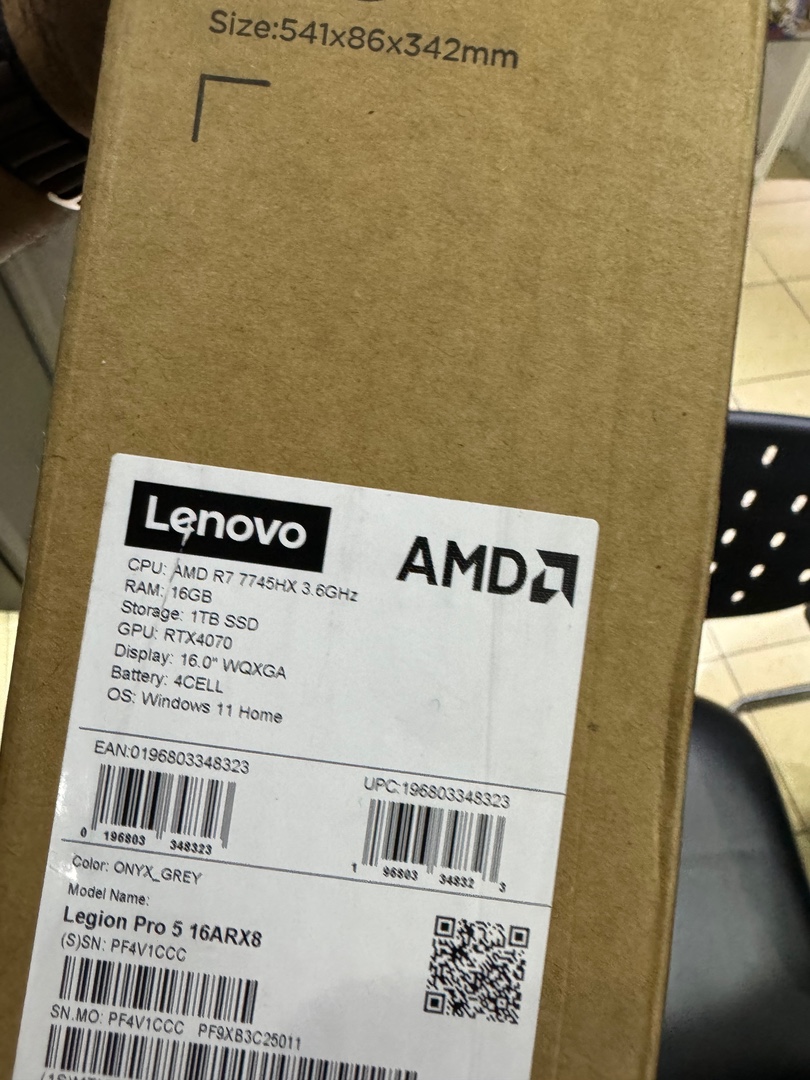 Size:541x86x342mm
Lenovo
AMD
CPU: AMD R7 7745HX 3.6GHz
RAM: 16GB
Storage: 1TB SSD
GPU: RTX4070
Display: 16.0" WQXGA
Battery: 4CELL
OS: Windows 11 Home
EAN:0196803348323
0 196803 348323
UPC:196803348323
1 96803 34832 3
Color: ONYX_GREY
Model Name:
Legion Pro 5 16ARX8
(S)SN: PF4V1CCC
SN.MO: PF4V1CCC PF9XB3C25011